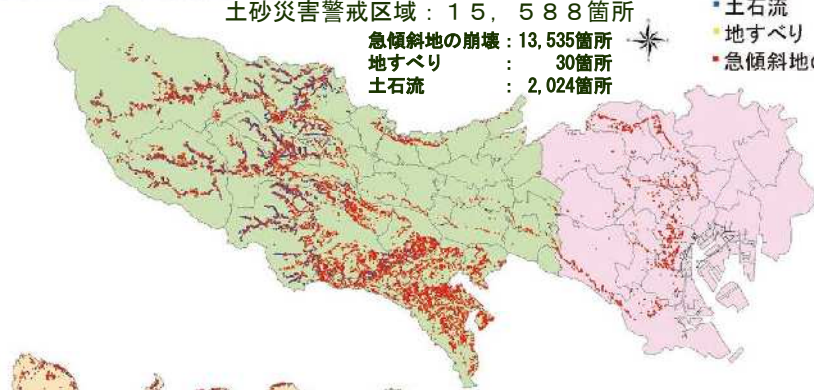 土砂災害警戒区域：１５，５８８箇所
急傾斜地の崩壊：13,535箇所
地すべり　　　：　　30箇所
土石流　　　　： 2,024箇所
土石流
地すべり
急傾斜地の